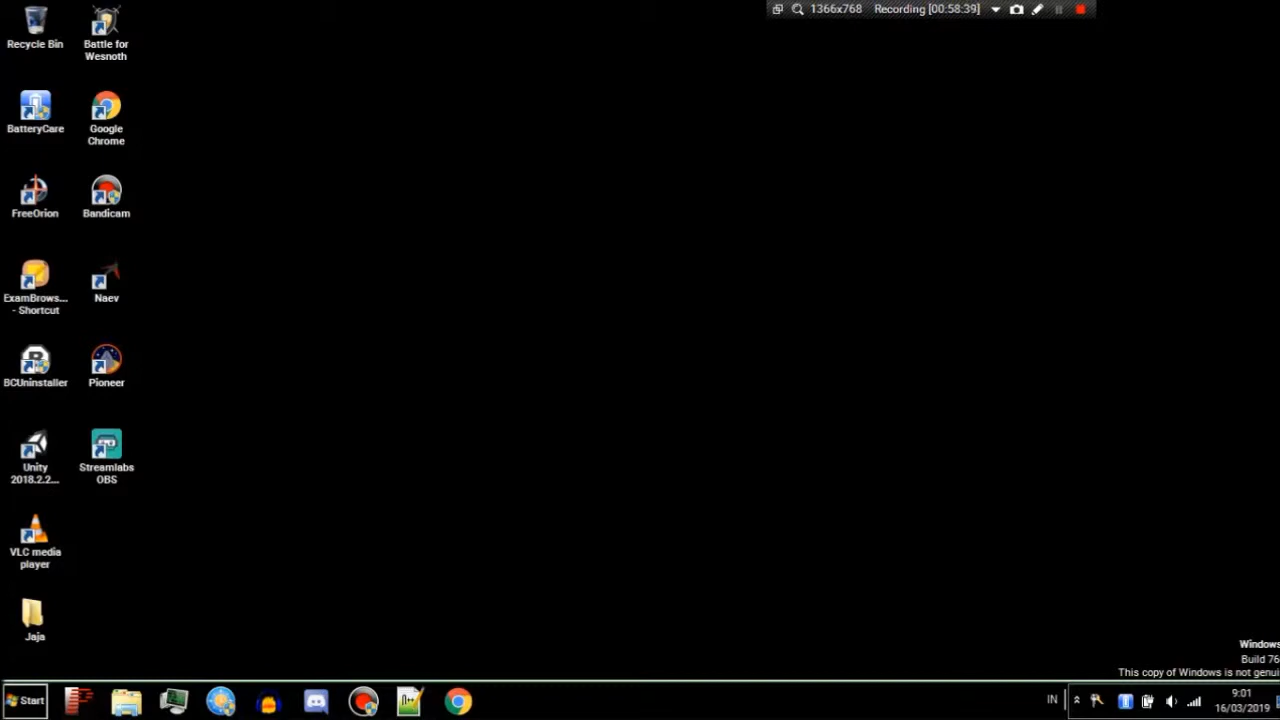 1366x768 Recording [00:58:39]
Recycle Bin
Battle for
Wesnoth
BatteryCare
Google
Chrome
FreeOrion
Bandicam
ExamBrows...
- Shortcut
Naev
BCUninstaller
Pioneer
Unity
2018.2.2...
Streamlabs
OBS
VLC media
player
Jaja
Windows
Build 76
This copy of Windows is not genui
Start
IN
9:01
16/03/2019